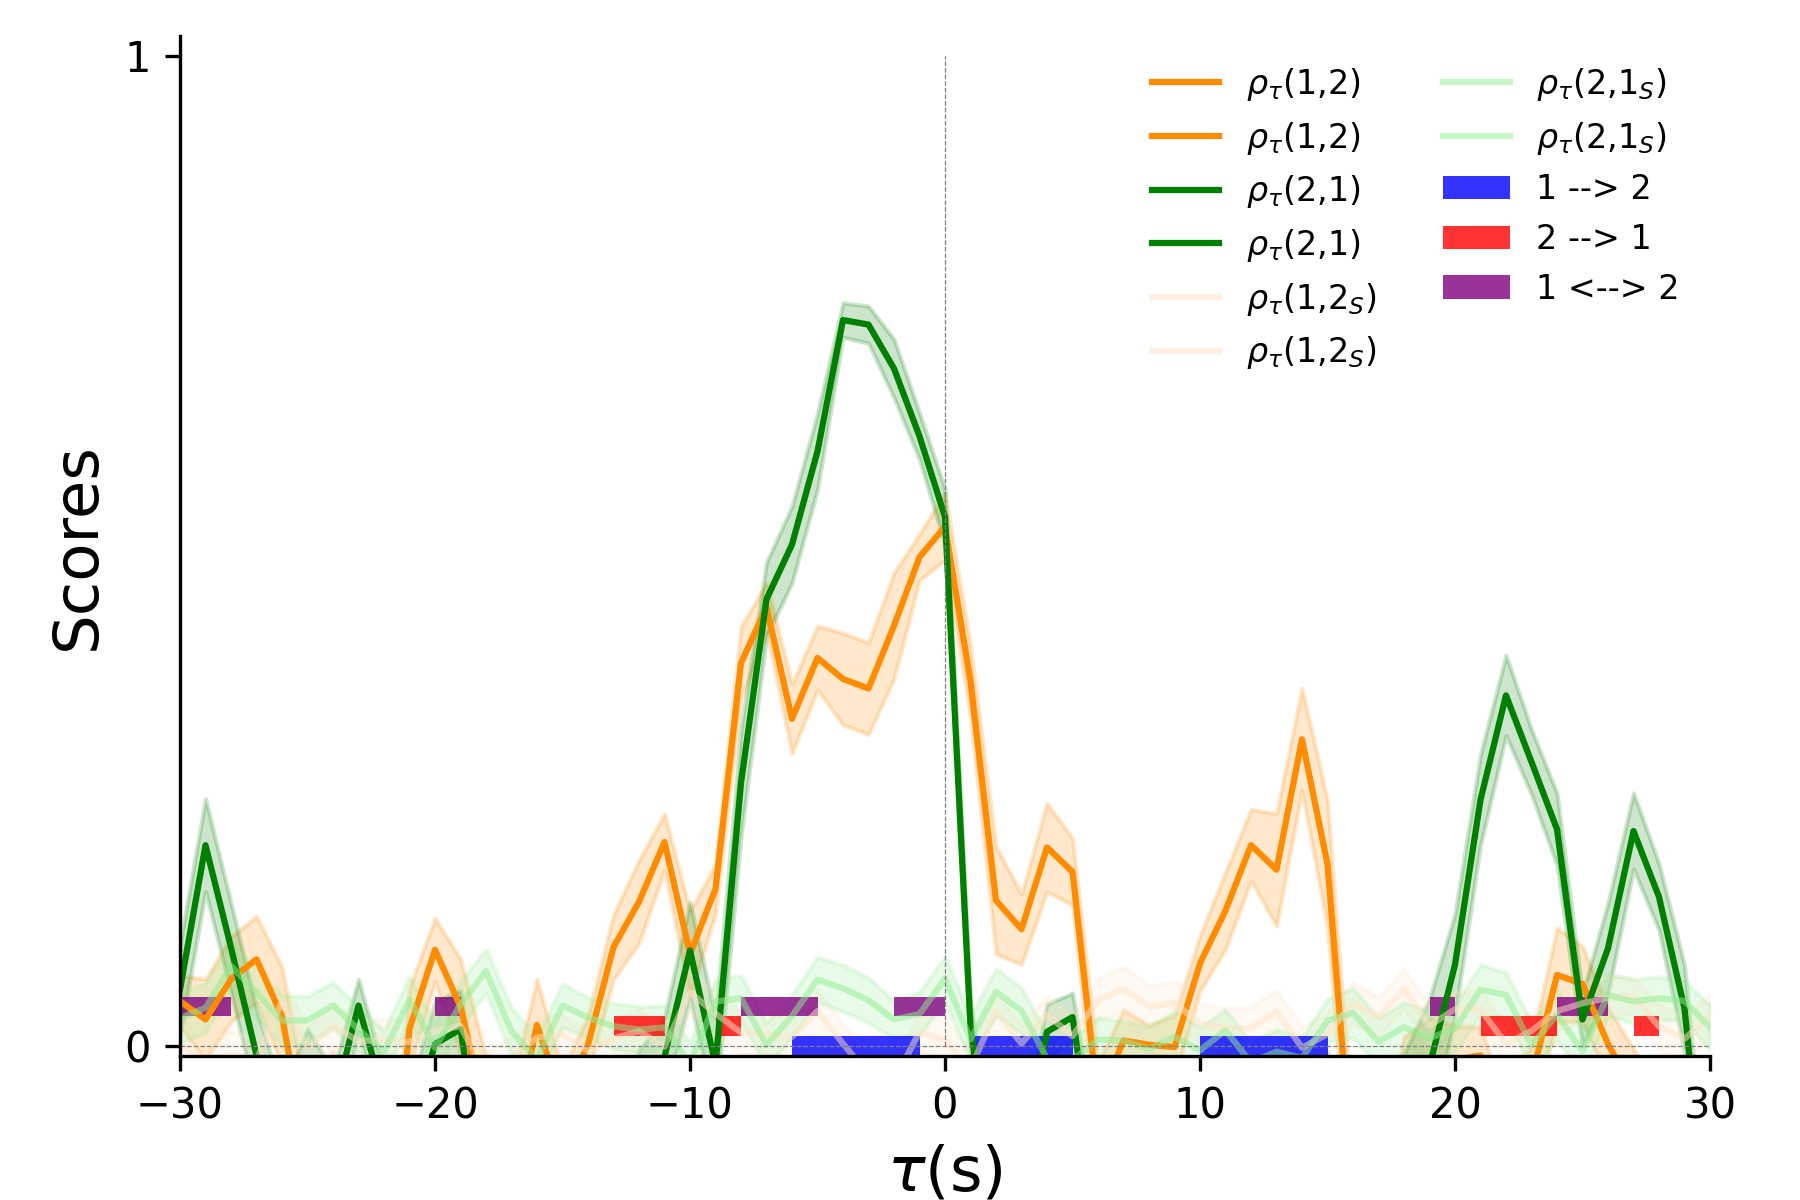 1
0
Scores
−30 −20 −10 0 10 20 30
τ(s)
ρτ(1,2)
ρτ(1,2)
ρτ(2,1)
ρτ(2,1)
ρτ(1,2S)
ρτ(1,2S)
ρτ(2,1S)
ρτ(2,1S)
1 --> 2
2 --> 1
1 <--> 2